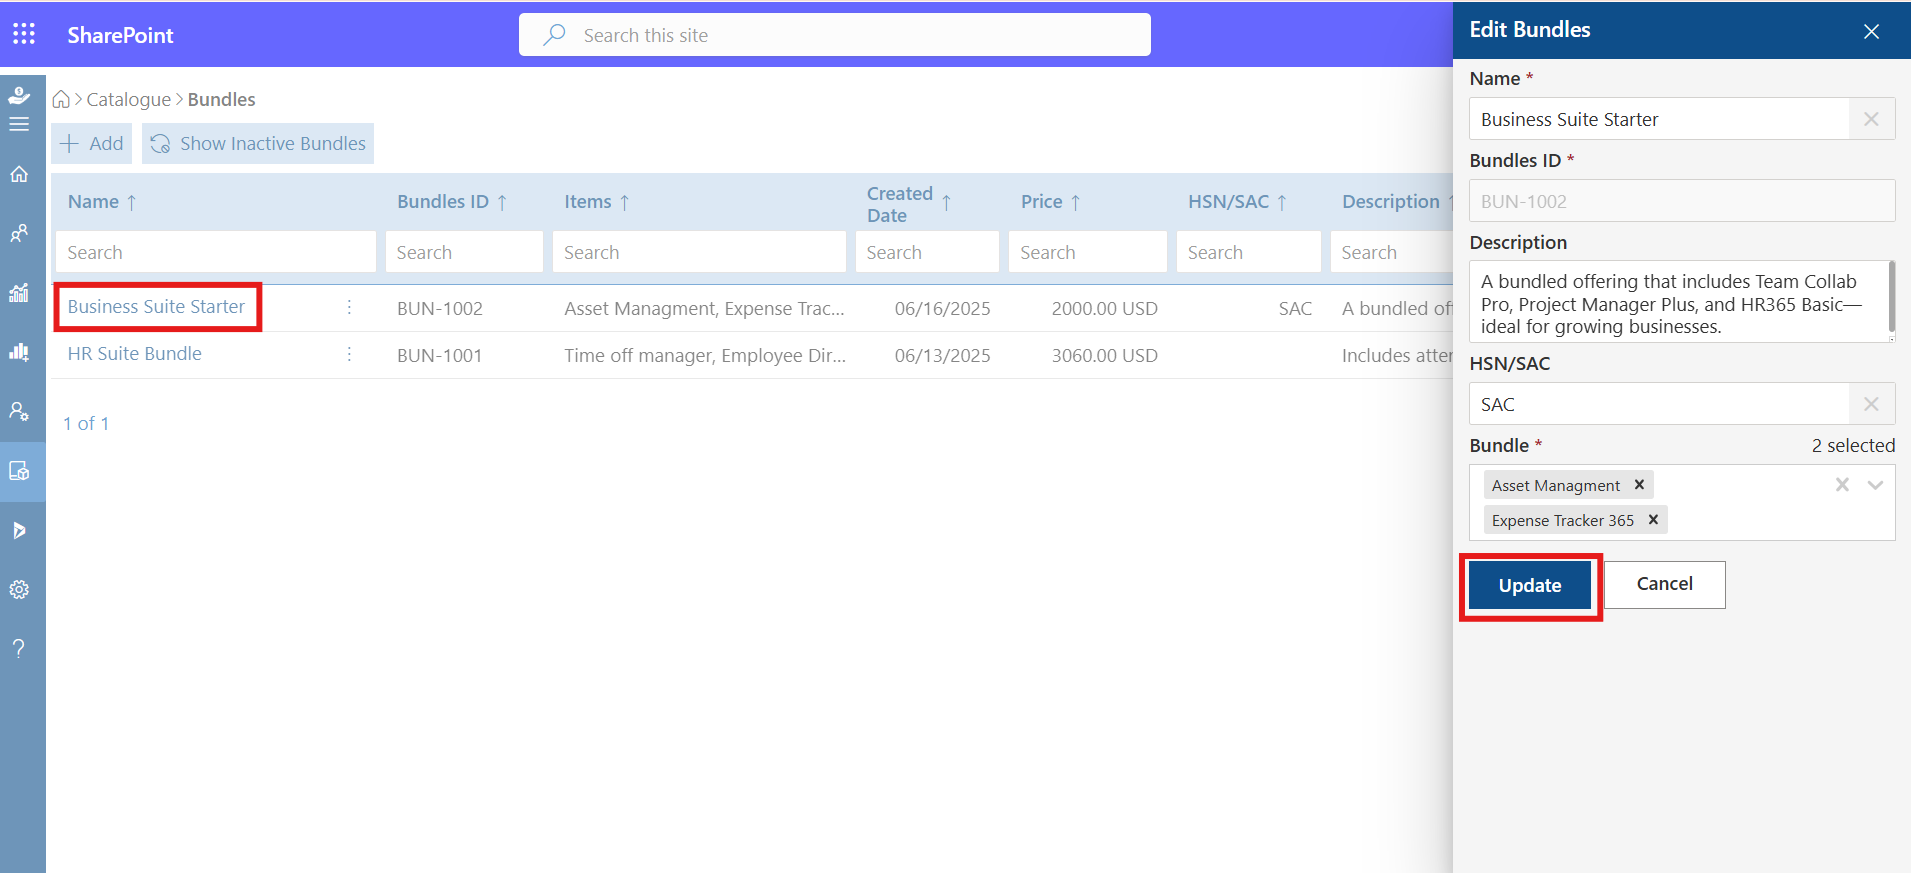 SharePoint
Search this site
Catalogue > Bundles
Add
Show Inactive Bundles
Name ↑ Bundles ID ↑ Items ↑ Created Date ↑ Price ↑ HSN/SAC ↑ Description ↑
Search Search Search Search Search Search Search
Business Suite Starter BUN-1002 Asset Managment, Expense Trac... 06/16/2025 2000.00 USD SAC A bundled of
HR Suite Bundle BUN-1001 Time off manager, Employee Dir... 06/13/2025 3060.00 USD Includes atter
1 of 1
Edit Bundles
Name *
Business Suite Starter
Bundles ID *
BUN-1002
Description
A bundled offering that includes Team Collab
Pro, Project Manager Plus, and HR365 Basic—
ideal for growing businesses.
HSN/SAC
SAC
Bundle * 2 selected
Asset Managment
Expense Tracker 365
Update Cancel